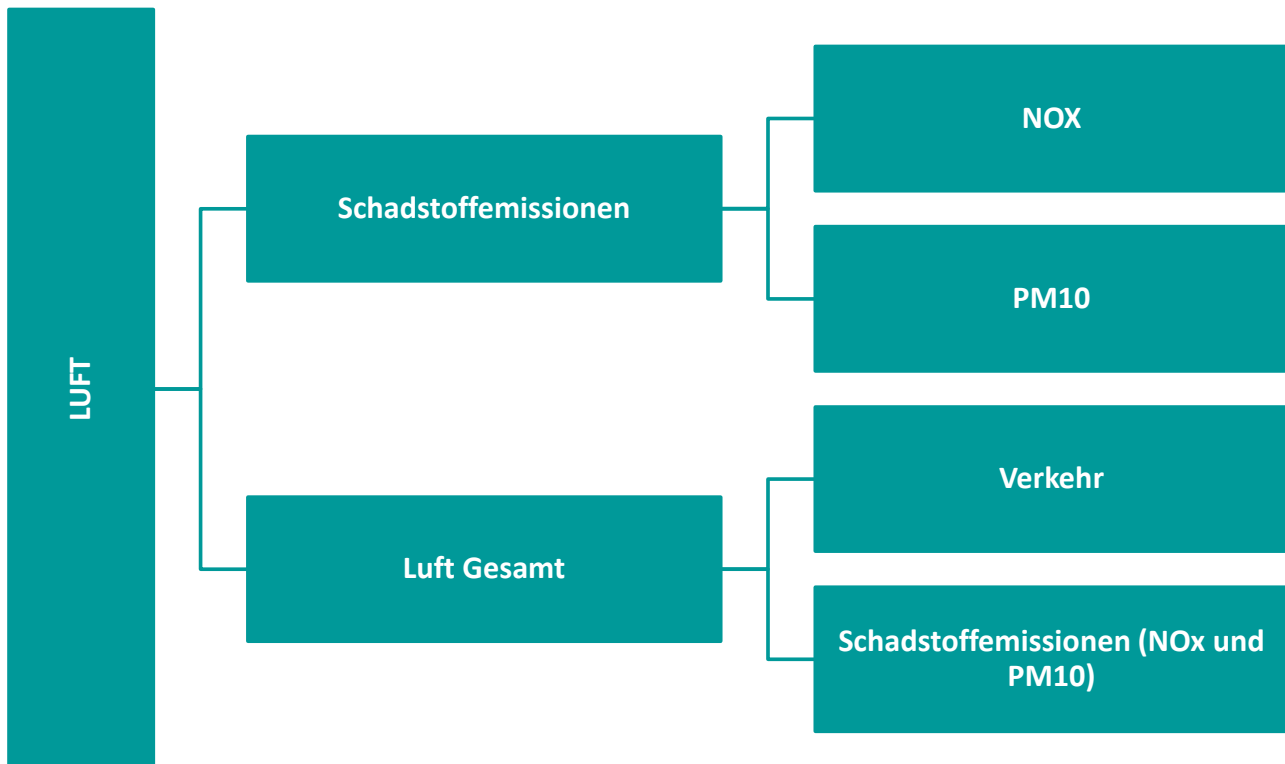 LUFT
Schadstoffemissionen
NOX
PM10
Luft Gesamt
Verkehr
Schadstoffemissionen (NOx und
PM10)